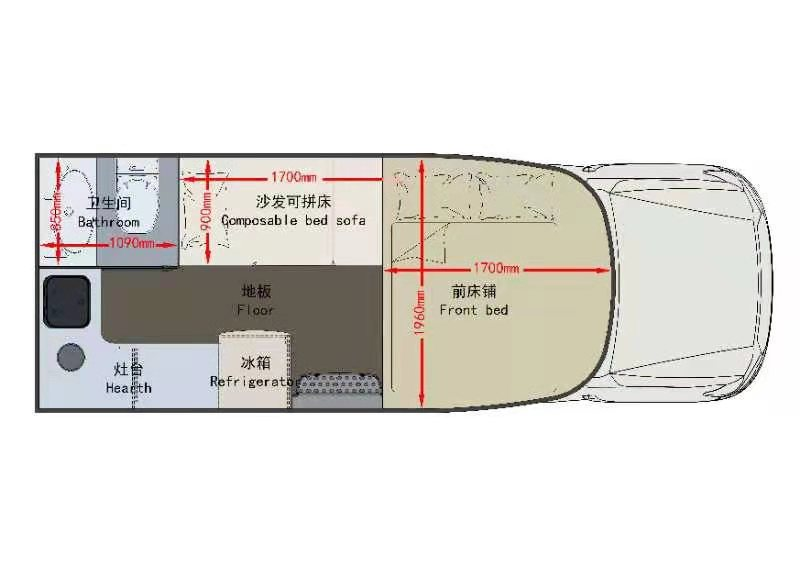 1700mm
卫生间
Bathroom
850mm
1090mm
900mm
沙发可拼床
Composable bed sofa
1700mm
前床铺
Front bed
1960mm
地板
Floor
灶台
Hearth
冰箱
Refrigerator